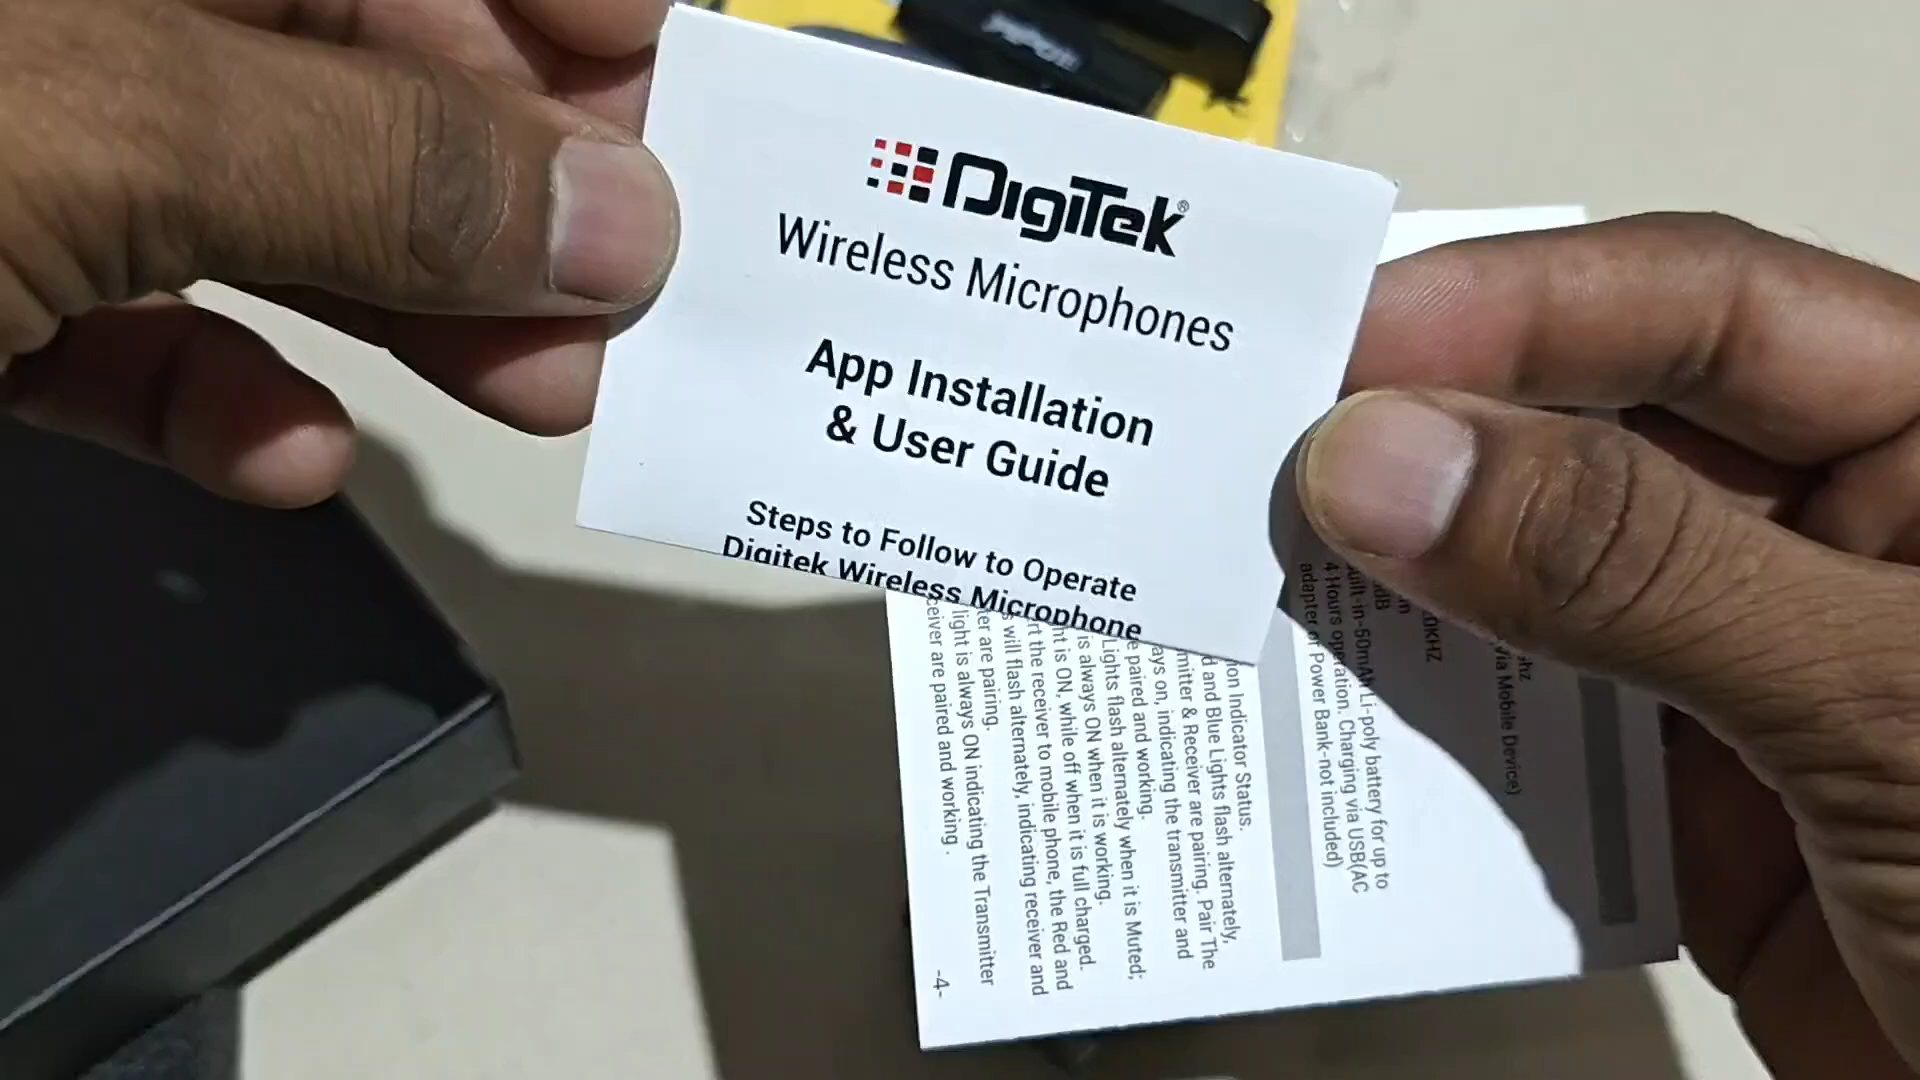 DigiTek®
Wireless Microphones
App Installation
& User Guide
Steps to Follow to Operate
Digitek Wireless Microphone
Via Mobile Device)
built-in-50mAh Li-poly battery for up to
4 Hours operation. Charging via USB(AC
adapter or Power Bank-not included)
Indicator Status.
and Blue Lights flash alternately,
& Receiver are pairing. Pair The
on, indicating the transmitter and
paired and working.
Lights flash alternately when it is Muted;
is always ON when it is working.
is ON, while off when it is full charged.
the receiver to mobile phone, the Red and
will flash alternately, indicating receiver and
are pairing.
light is always ON indicating the Transmitter
are paired and working .
-4-